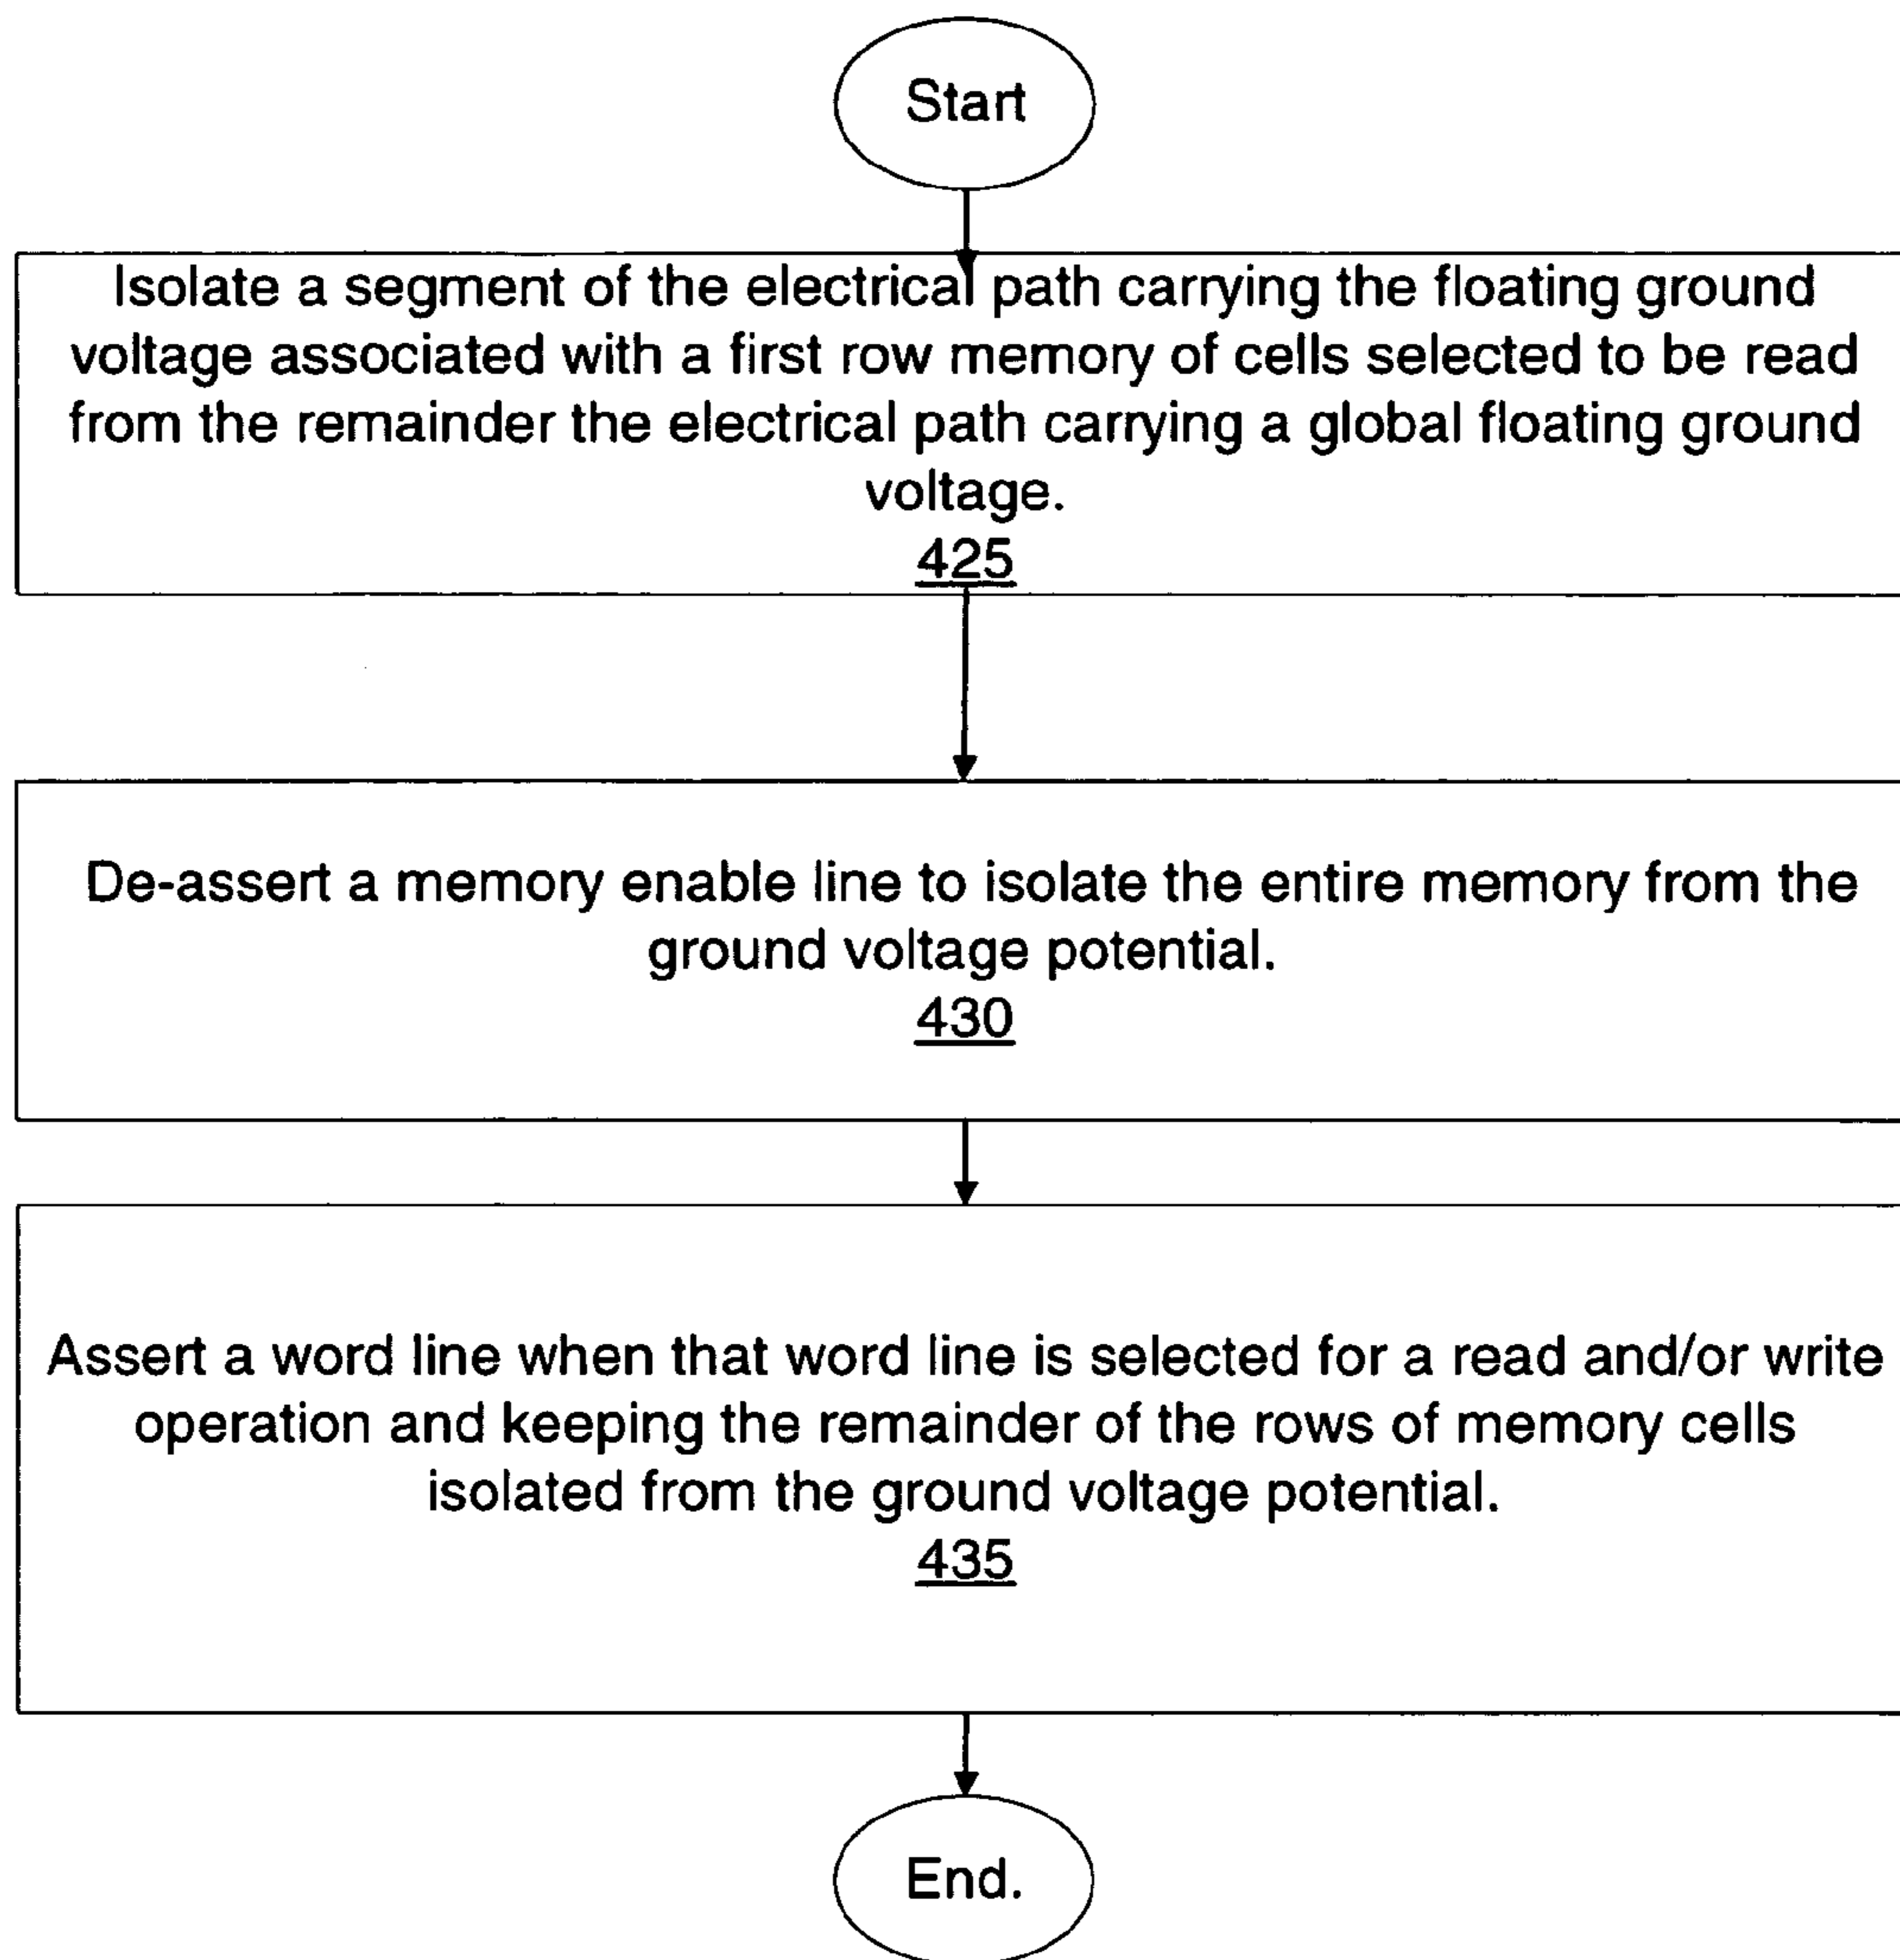 Start
Isolate a segment of the electrical path carrying the floating ground
voltage associated with a first row memory of cells selected to be read
from the remainder the electrical path carrying a global floating ground
voltage.
425
De-assert a memory enable line to isolate the entire memory from the
ground voltage potential.
430
Assert a word line when that word line is selected for a read and/or write
operation and keeping the remainder of the rows of memory cells
isolated from the ground voltage potential.
435
End.